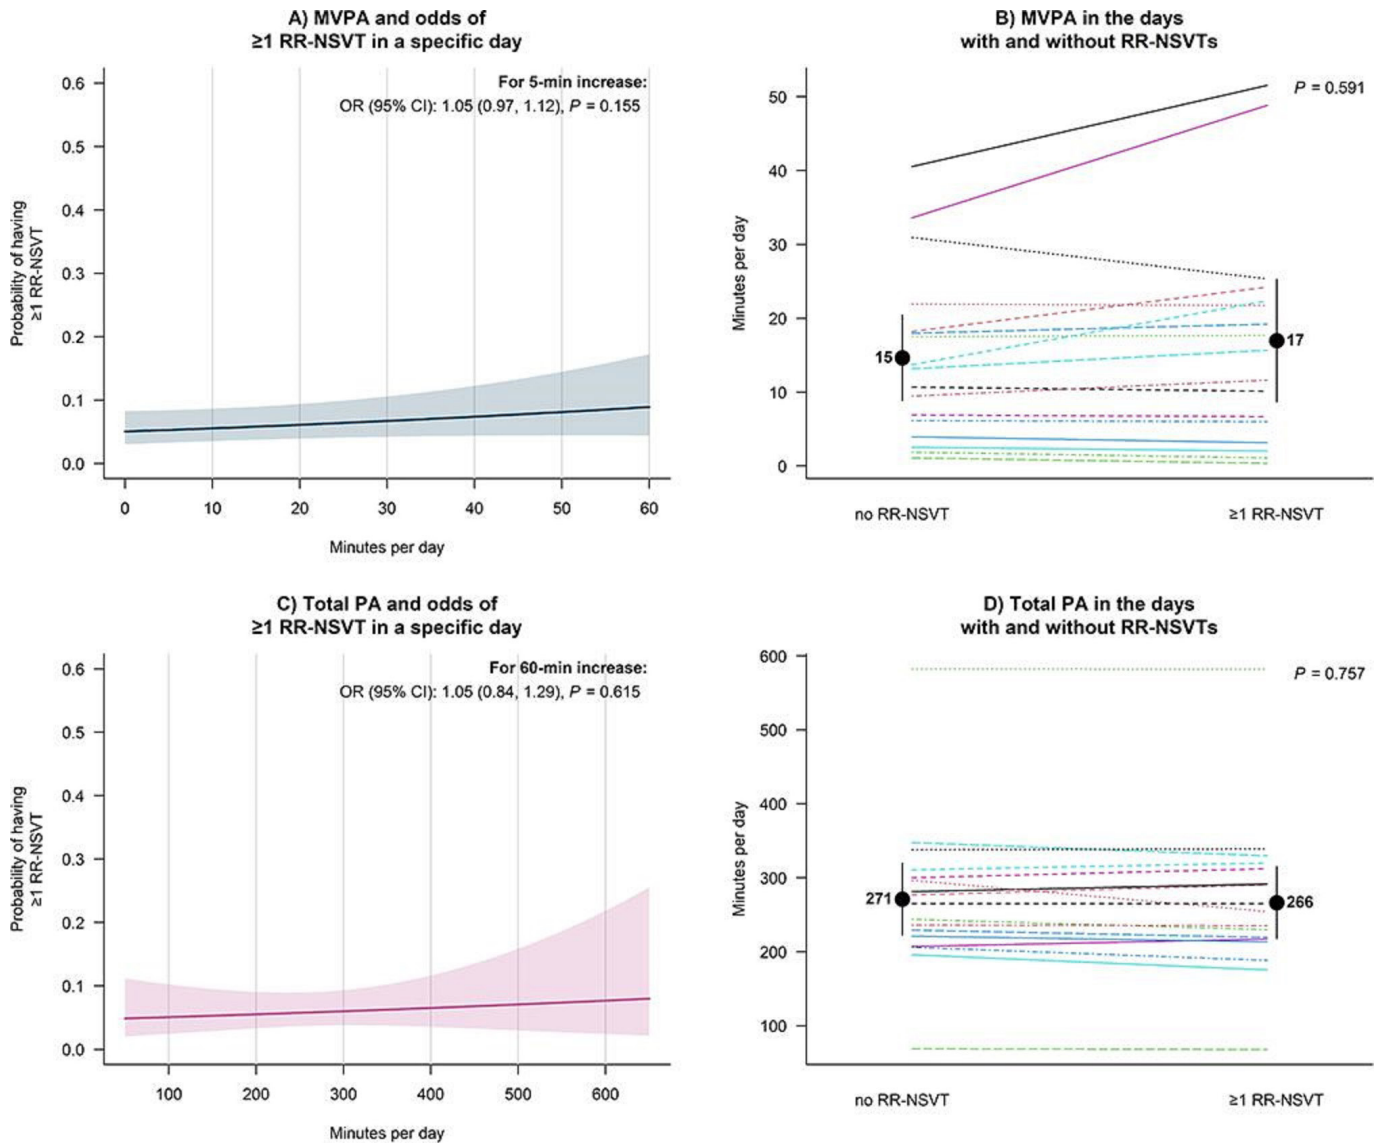 A) MVPA and odds of
≥1 RR-NSVT in a specific day
For 5-min increase:
OR (95% CI): 1.05 (0.97, 1.12), P = 0.155
Probability of having
≥1 RR-NSVT
0.6
0.5
0.4
0.3
0.2
0.1
0.0
0 10 20 30 40 50 60
Minutes per day
B) MVPA in the days
with and without RR-NSVTs
P = 0.591
Minutes per day
50
40
30
20
10
0
15
17
no RR-NSVT ≥1 RR-NSVT
C) Total PA and odds of
≥1 RR-NSVT in a specific day
For 60-min increase:
OR (95% CI): 1.05 (0.84, 1.29), P = 0.615
Probability of having
≥1 RR-NSVT
0.6
0.5
0.4
0.3
0.2
0.1
0.0
100 200 300 400 500 600
Minutes per day
D) Total PA in the days
with and without RR-NSVTs
P = 0.757
Minutes per day
600
500
400
300
200
100
271
266
no RR-NSVT ≥1 RR-NSVT